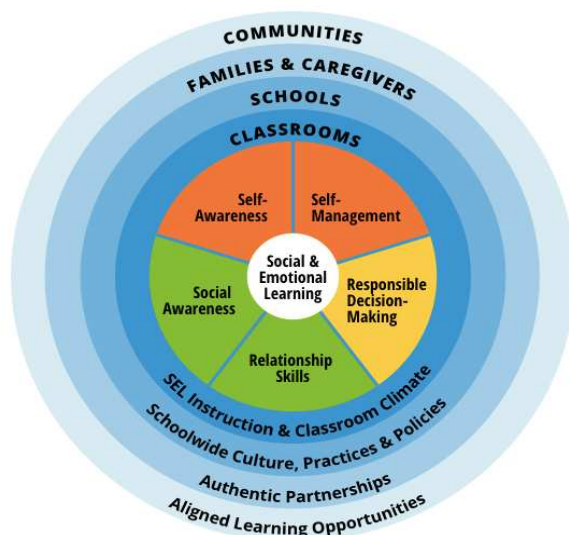 COMMUNITIES
FAMILIES & CAREGIVERS
SCHOOLS
CLASSROOMS
Self-
Awareness
Self-
Management
Social &
Emotional
Learning
Social
Awareness
Responsible
Decision-
Making
Relationship
Skills
SEL Instruction & Classroom Climate
Schoolwide Culture, Practices & Policies
Authentic Partnerships
Aligned Learning Opportunities